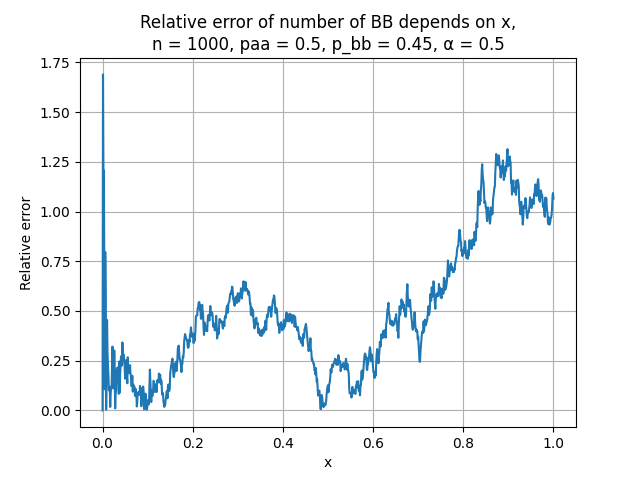 Relative error of number of BB depends on x,
n = 1000, paa = 0.5, p_bb = 0.45, α = 0.5
1.75
1.50
1.25
1.00
0.75
0.50
0.25
0.00
Relative error
0.0 0.2 0.4 0.6 0.8 1.0
x